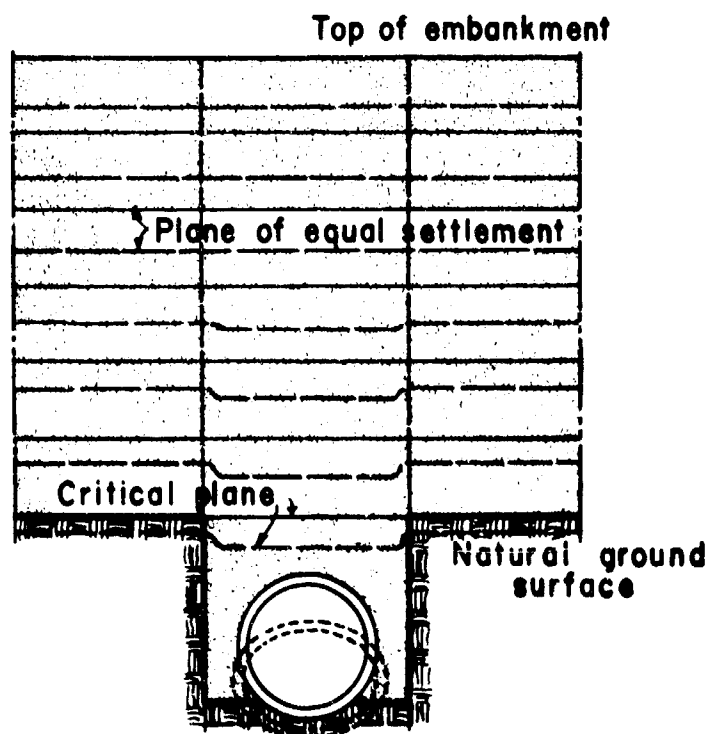 Top of embankment
Plane of equal settlement
Critical plane
Natural ground
surface